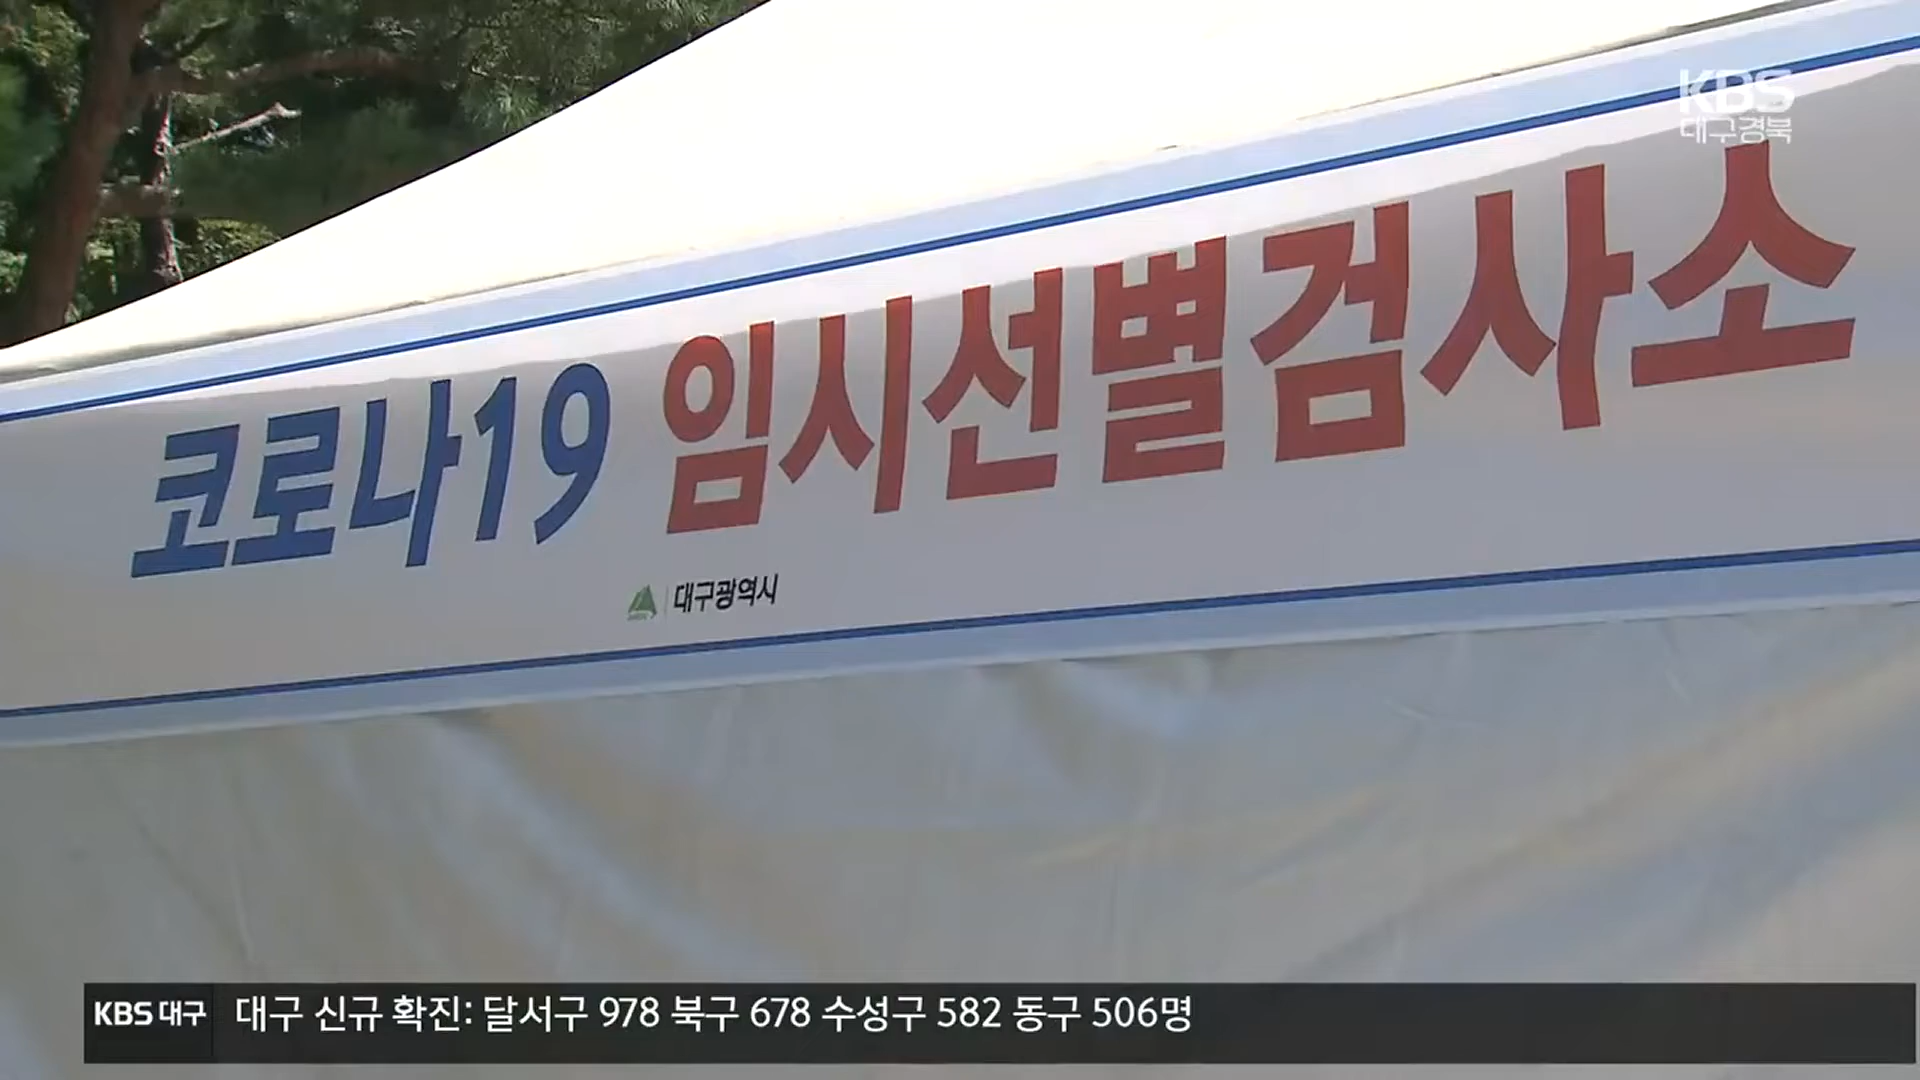 KBS
대구경북
코로나19 임시선별검사소
대구광역시
KBS 대구 대구 신규 확진: 달서구 978 북구 678 수성구 582 동구 506명